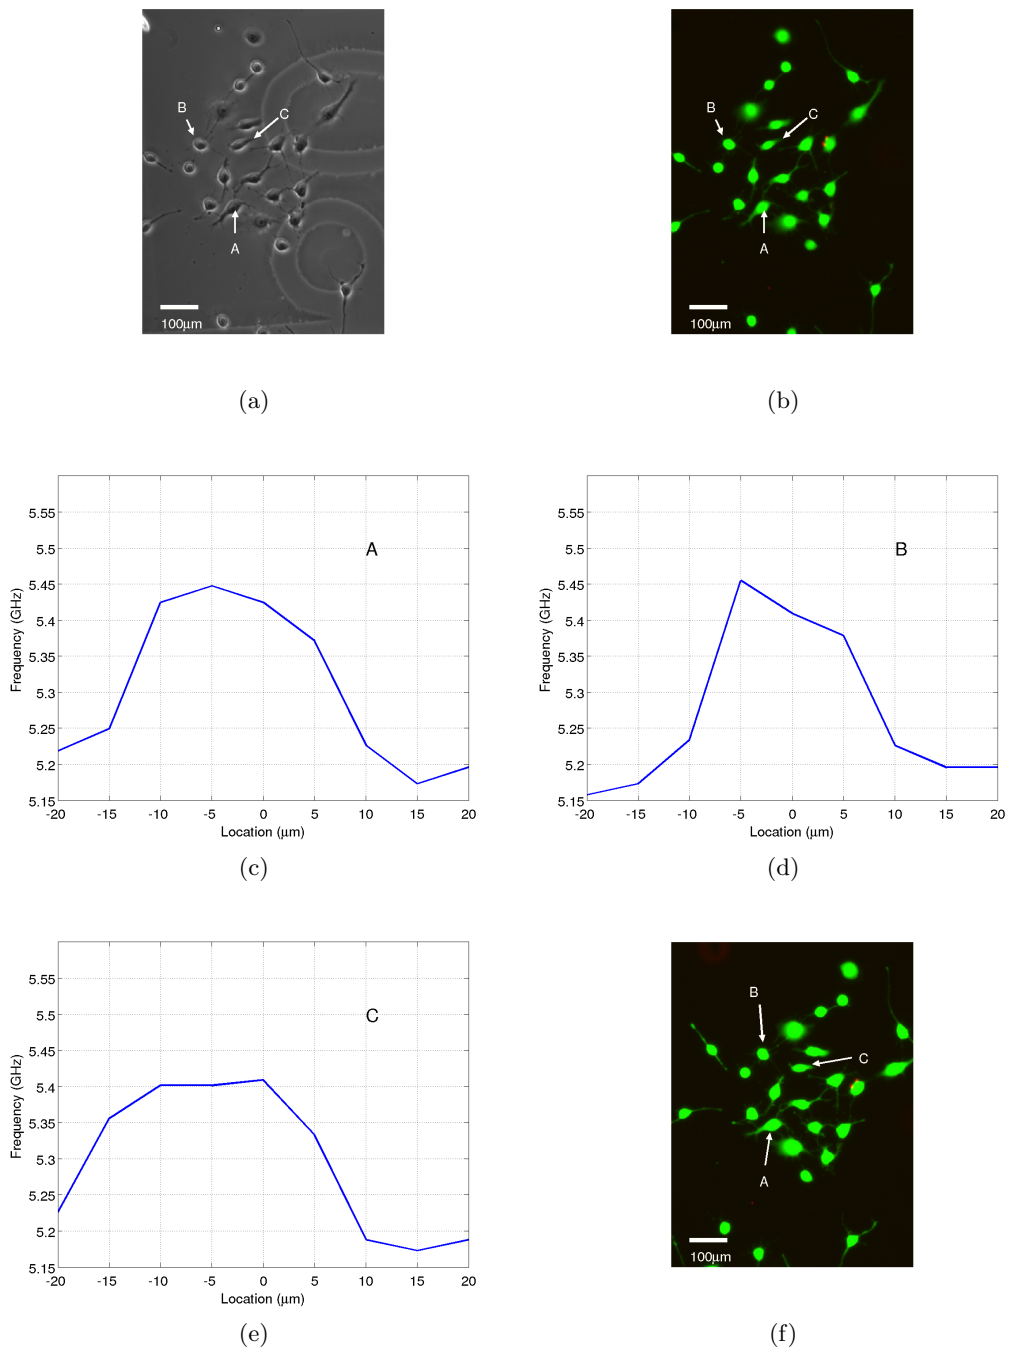 B
C
A
100μm
(a)
B
C
A
100μm
(b)
5.55
5.5
5.45
5.4
5.35
5.3
5.25
5.2
5.15
Frequency (GHz)
A
-20 -15 -10 -5 0 5 10 15 20
Location (μm)
(c)
5.55
5.5
5.45
5.4
5.35
5.3
5.25
5.2
5.15
Frequency (GHz)
B
-20 -15 -10 -5 0 5 10 15 20
Location (μm)
(d)
5.55
5.5
5.45
5.4
5.35
5.3
5.25
5.2
5.15
Frequency (GHz)
C
-20 -15 -10 -5 0 5 10 15 20
Location (μm)
(e)
B
C
A
100μm
(f)